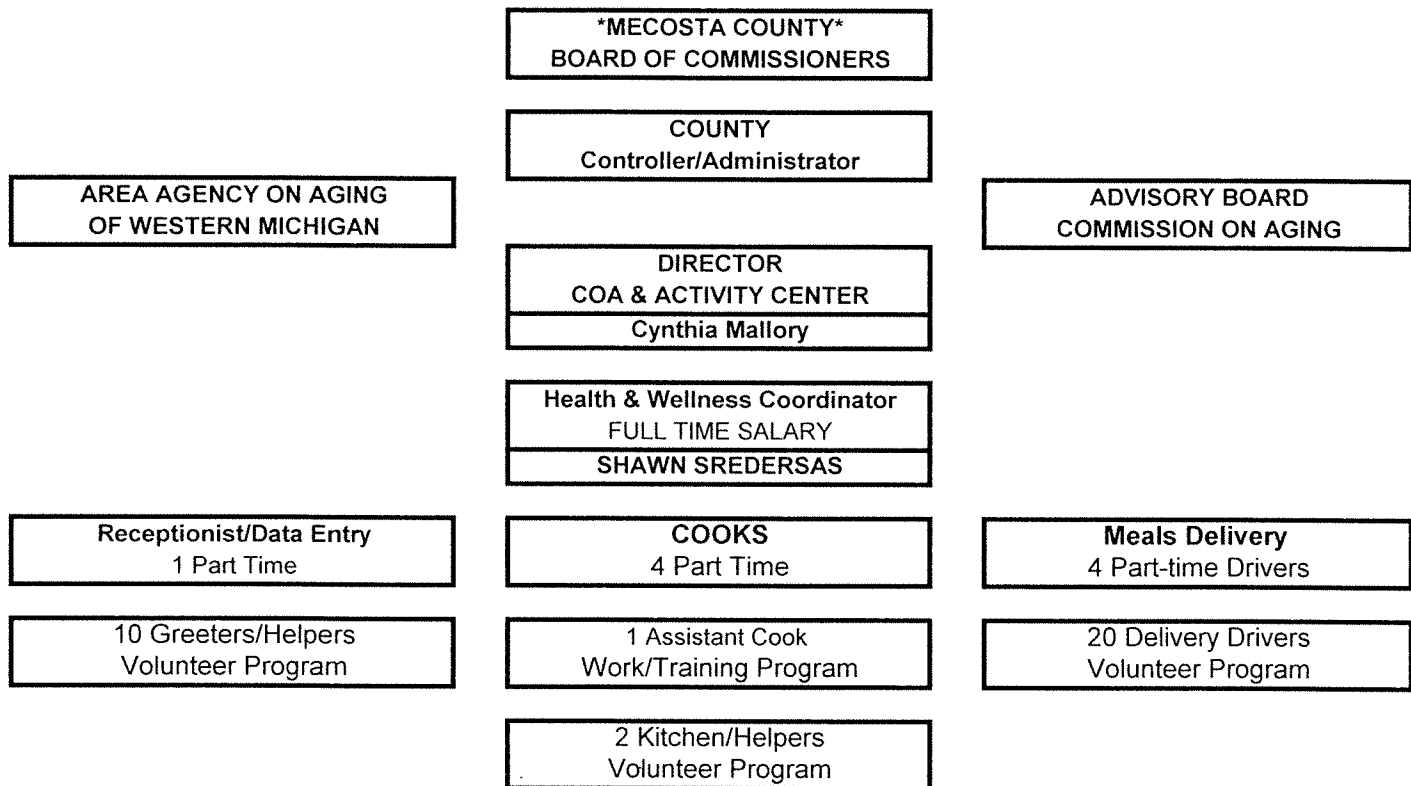 *MECOSTA COUNTY*
BOARD OF COMMISSIONERS
COUNTY
Controller/Administrator
AREA AGENCY ON AGING
OF WESTERN MICHIGAN
ADVISORY BOARD
COMMISSION ON AGING
DIRECTOR
COA & ACTIVITY CENTER
Cynthia Mallory
Health & Wellness Coordinator
FULL TIME SALARY
SHAWN SREDERSAS
Receptionist/Data Entry
1 Part Time
COOKS
4 Part Time
Meals Delivery
4 Part-time Drivers
10 Greeters/Helpers
Volunteer Program
1 Assistant Cook
Work/Training Program
20 Delivery Drivers
Volunteer Program
2 Kitchen/Helpers
Volunteer Program